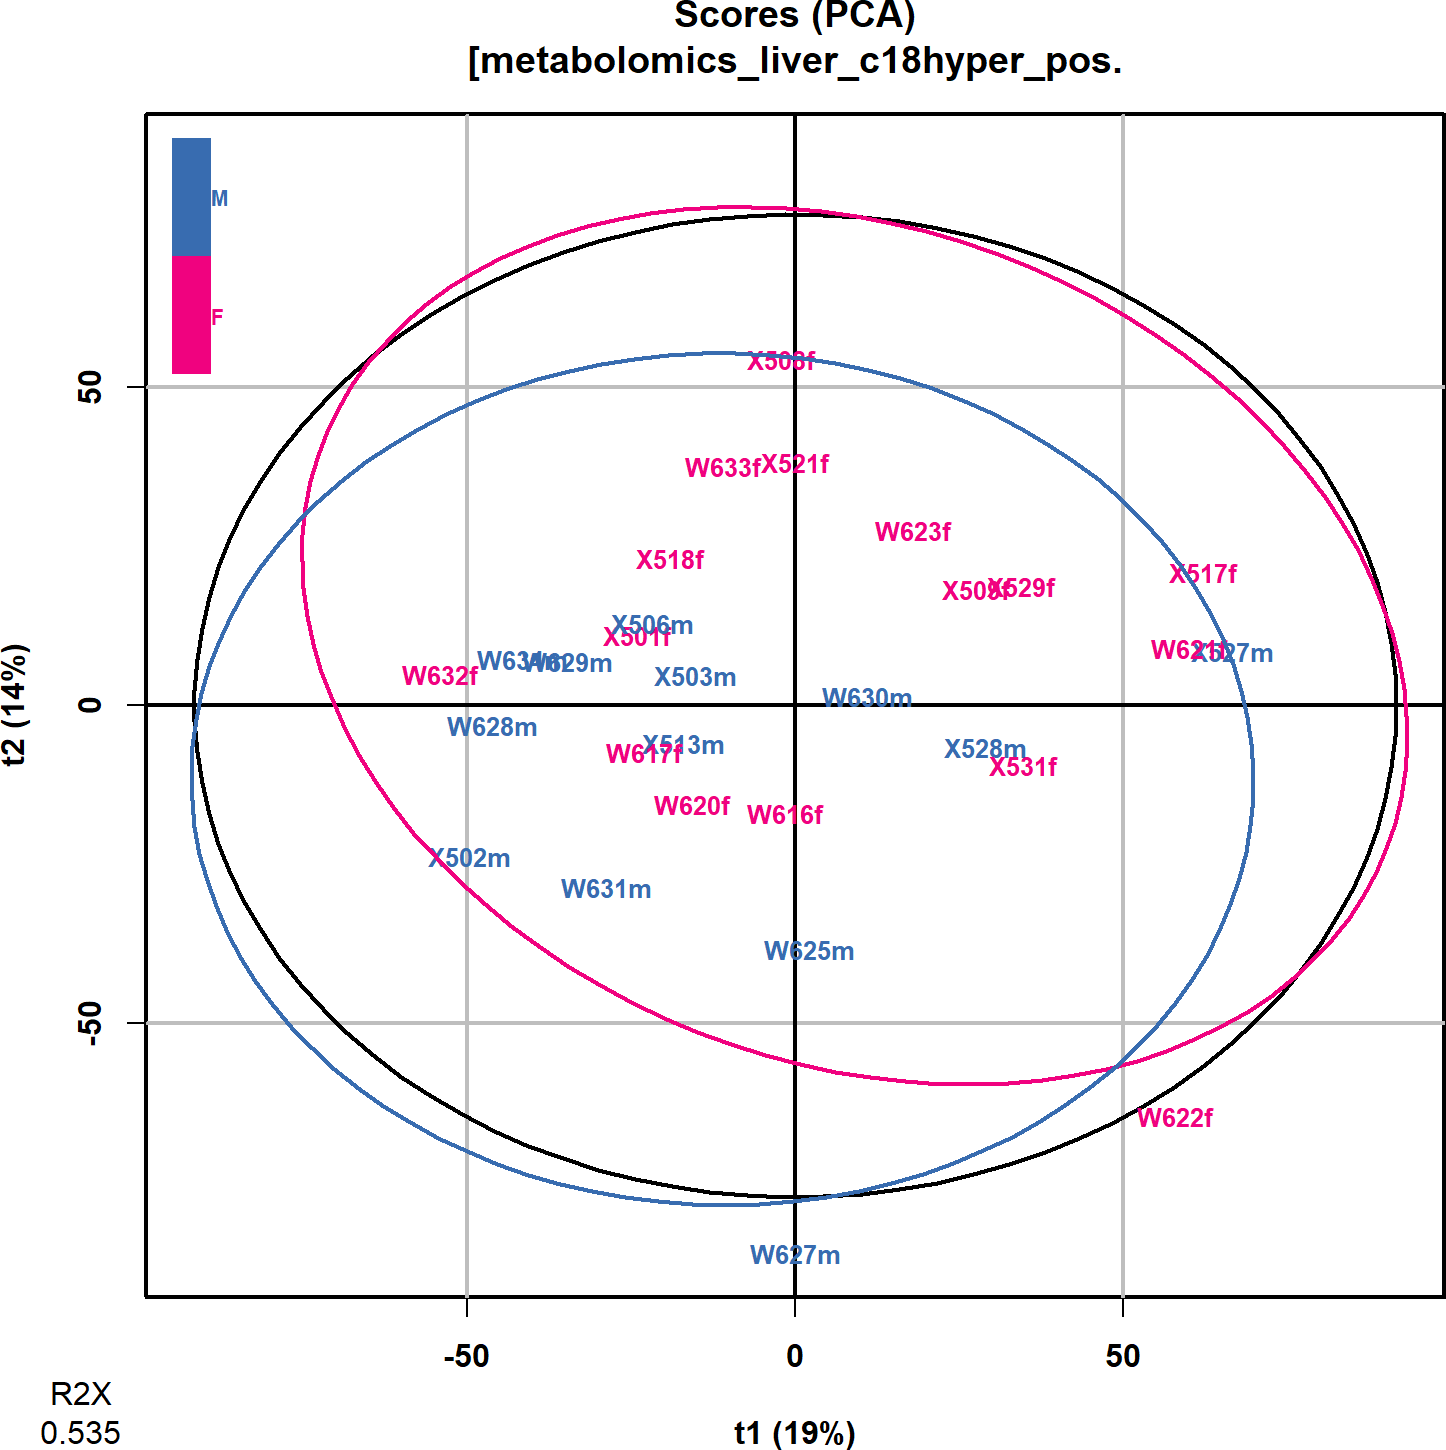 Scores (PCA)
[metabolomics_liver_c18hyper_pos.
M
F
X508f
W633f
X521f
W623f
X518f
X517f
X509f
X529f
X506m
X501f
W621f
X527m
W629m
W632f
X503m
W630m
W628m
X513m
W617f
X528m
X531f
W620f
W616f
X502m
W631m
W625m
W622f
W627m
50
0
-50
t2 (14%)
-50
0
50
t1 (19%)
R2X
0.535